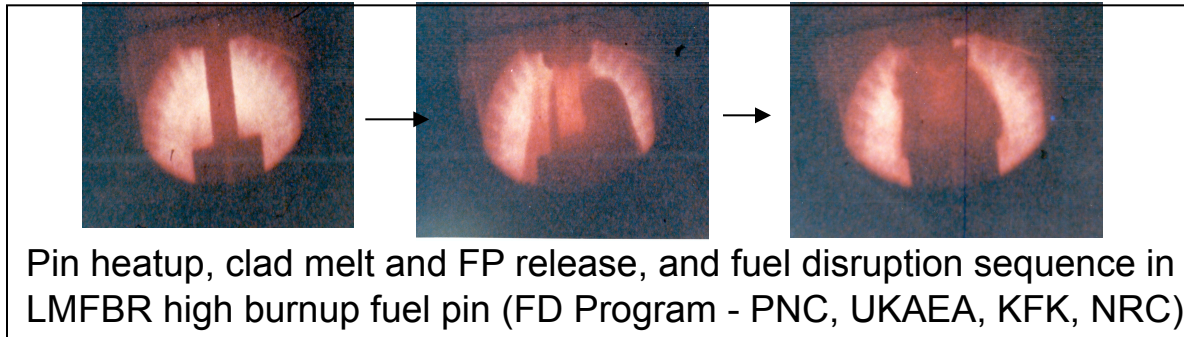 Pin heatup, clad melt and FP release, and fuel disruption sequence in
LMFBR high burnup fuel pin (FD Program - PNC, UKAEA, KFK, NRC)